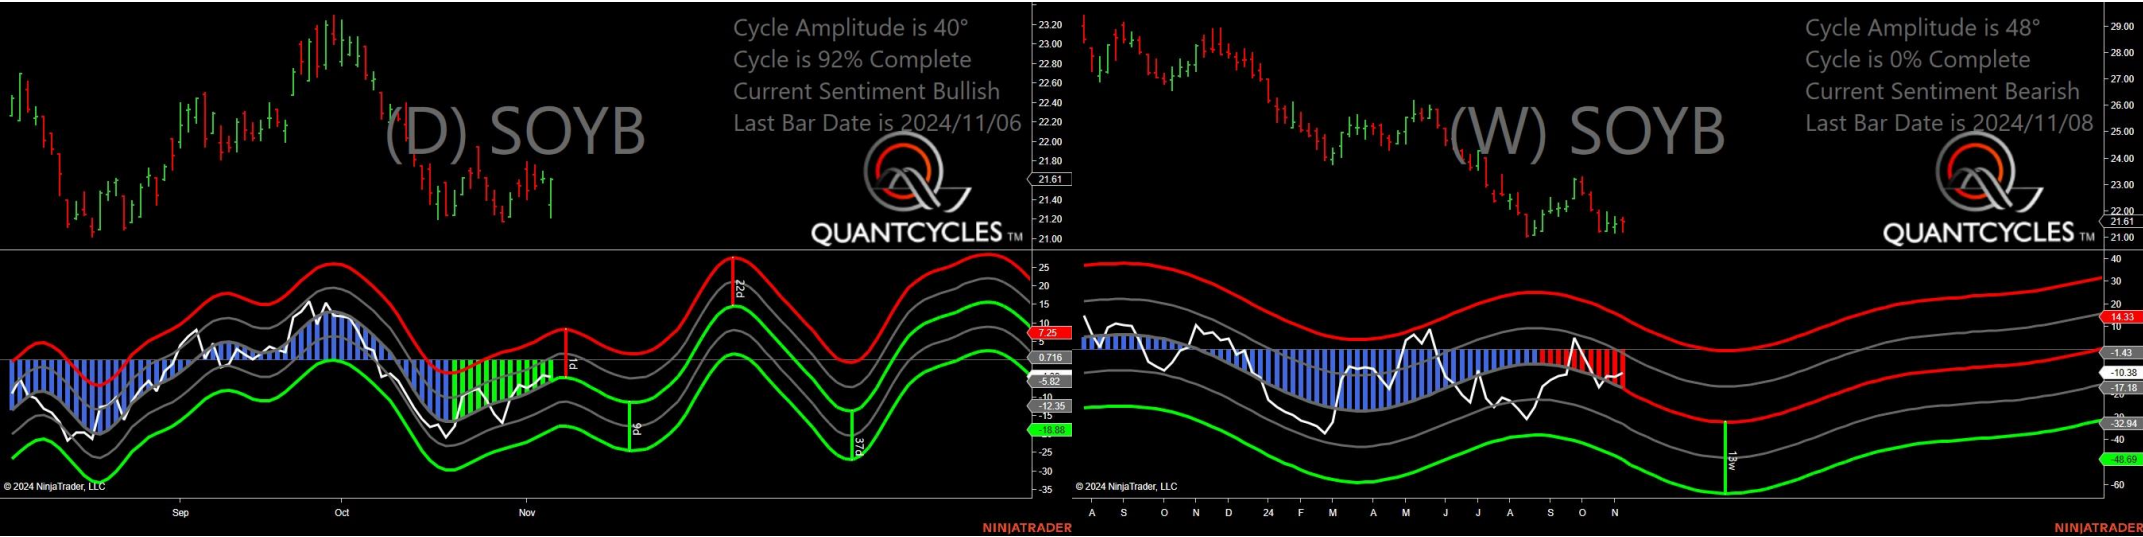 Cycle Amplitude is 40°
Cycle is 92% Complete
Current Sentiment Bullish
Last Bar Date is 2024/11/06
(D) SOYB
QUANTCYCLES TM
23.20
23.00
22.80
22.60
22.40
22.20
22.00
21.80
21.61
21.40
21.20
21.00
25
20
15
10
7.25
5
0.716
-5.82
-10
-12.35
-15
-18.88
-25
-30
-35
1d
9d
22d
37d
© 2024 NinjaTrader, LLC
Sep
Oct
Nov
NINJATRADER
Cycle Amplitude is 48°
Cycle is 0% Complete
Current Sentiment Bearish
Last Bar Date is 2024/11/08
(W) SOYB
QUANTCYCLES TM
29.00
28.00
27.00
26.00
25.00
24.00
23.00
22.00
21.61
21.00
40
30
20
14.33
10
-1.43
-10.38
-17.18
-20
-32.94
-40
-48.69
-60
13w
© 2024 NinjaTrader, LLC
A S O N D 24 F M A M J J A S O N
NINJATRADER